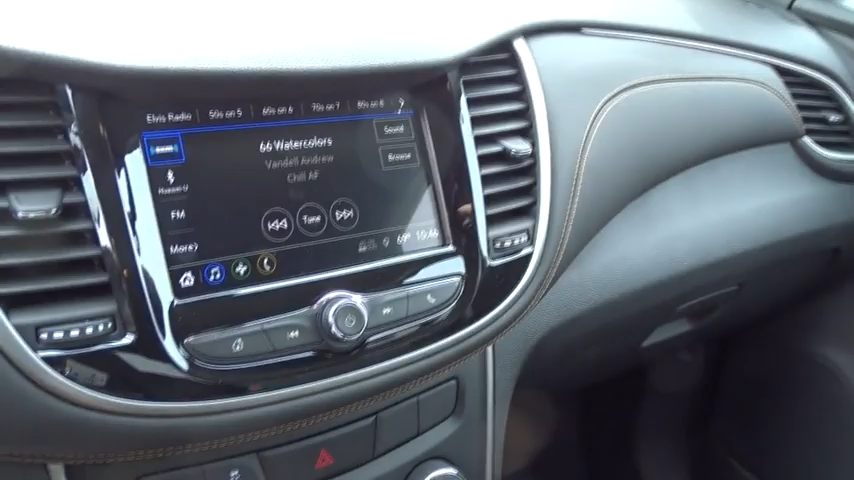 Elvis Radio 50s on 5 60s on 6 70s on 7 80s on 8
66 Watercolors
Sound
Vandell Andrew
Browse
Chill AF
FM
Tune
More
69° 10:46